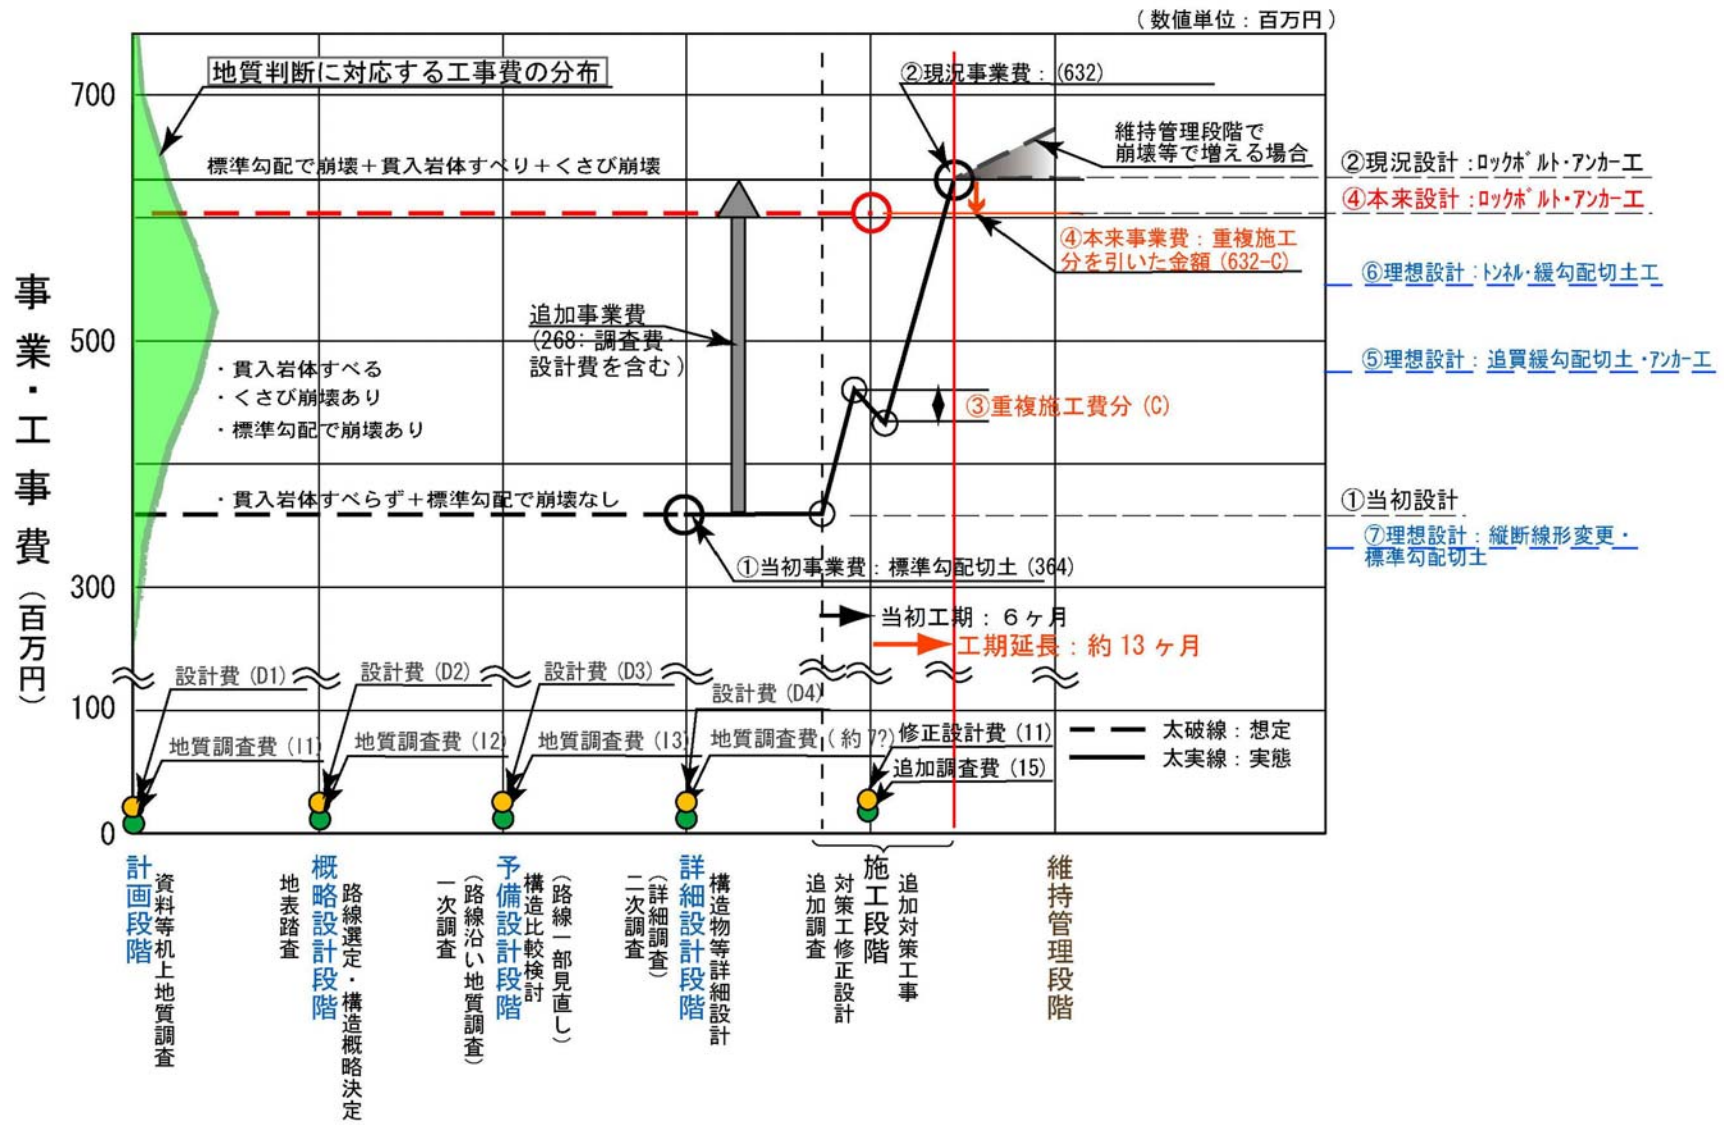 (数値単位：百万円)
地質判断に対応する工事費の分布
②現況事業費：(632)
700
標準勾配で崩壊＋貫入岩体すべり＋くさび崩壊
維持管理段階で
崩壊等で増える場合
②現況設計：ﾛｯｸﾎﾞﾙﾄ・ｱﾝｶｰ工
④本来設計：ﾛｯｸﾎﾞﾙﾄ・ｱﾝｶｰ工
④本来事業費：重複施工
分を引いた金額(632-C)
⑥理想設計：ﾄﾝﾈﾙ・緩勾配切土工
事業・工事費(百万円)
追加事業費
(268：調査費・
設計費を含む)
500
⑤理想設計：追買緩勾配切土・ｱﾝｶｰ工
・貫入岩体すべる
・くさび崩壊あり
・標準勾配で崩壊あり
③重複施工費分(C)
・貫入岩体すべらず＋標準勾配で崩壊なし
①当初設計
⑦理想設計：縦断線形変更・
標準勾配切土
①当初事業費：標準勾配切土(364)
300
当初工期：６ヶ月
工期延長：約13ヶ月
設計費(D1)
設計費(D2)
設計費(D3)
設計費(D4)
100
地質調査費(I1)
地質調査費(I2)
地質調査費(I3)
地質調査費(約7?)
修正設計費(11)
追加調査費(15)
太破線：想定
太実線：実態
0
計画段階
資料等机上地質調査
地表踏査
概略設計段階
路線選定・構造概略決定
一次調査
(路線沿い地質調査)
予備設計段階
構造比較検討
(路線一部見直し)
二次調査
(詳細調査)
詳細設計段階
構造物等詳細設計
追加調査
対策工修正設計
施工段階
追加対策工事
維持管理段階